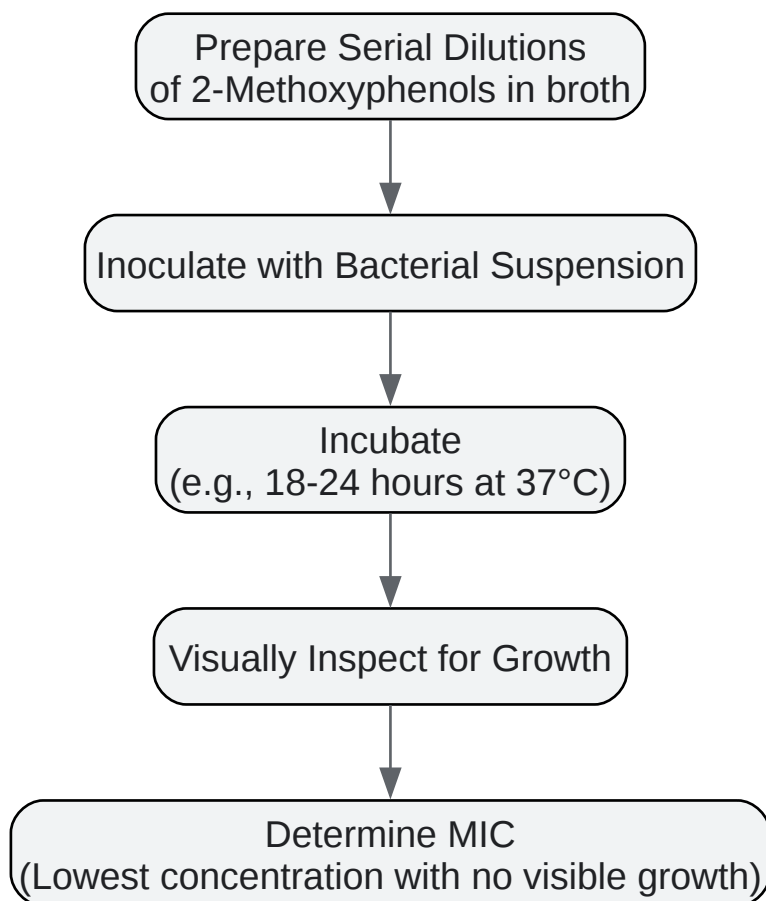 Prepare Serial Dilutions
of 2-Methoxyphenols in broth
Inoculate with Bacterial Suspension
Incubate
(e.g., 18-24 hours at 37°C)
Visually Inspect for Growth
Determine MIC
(Lowest concentration with no visible growth)